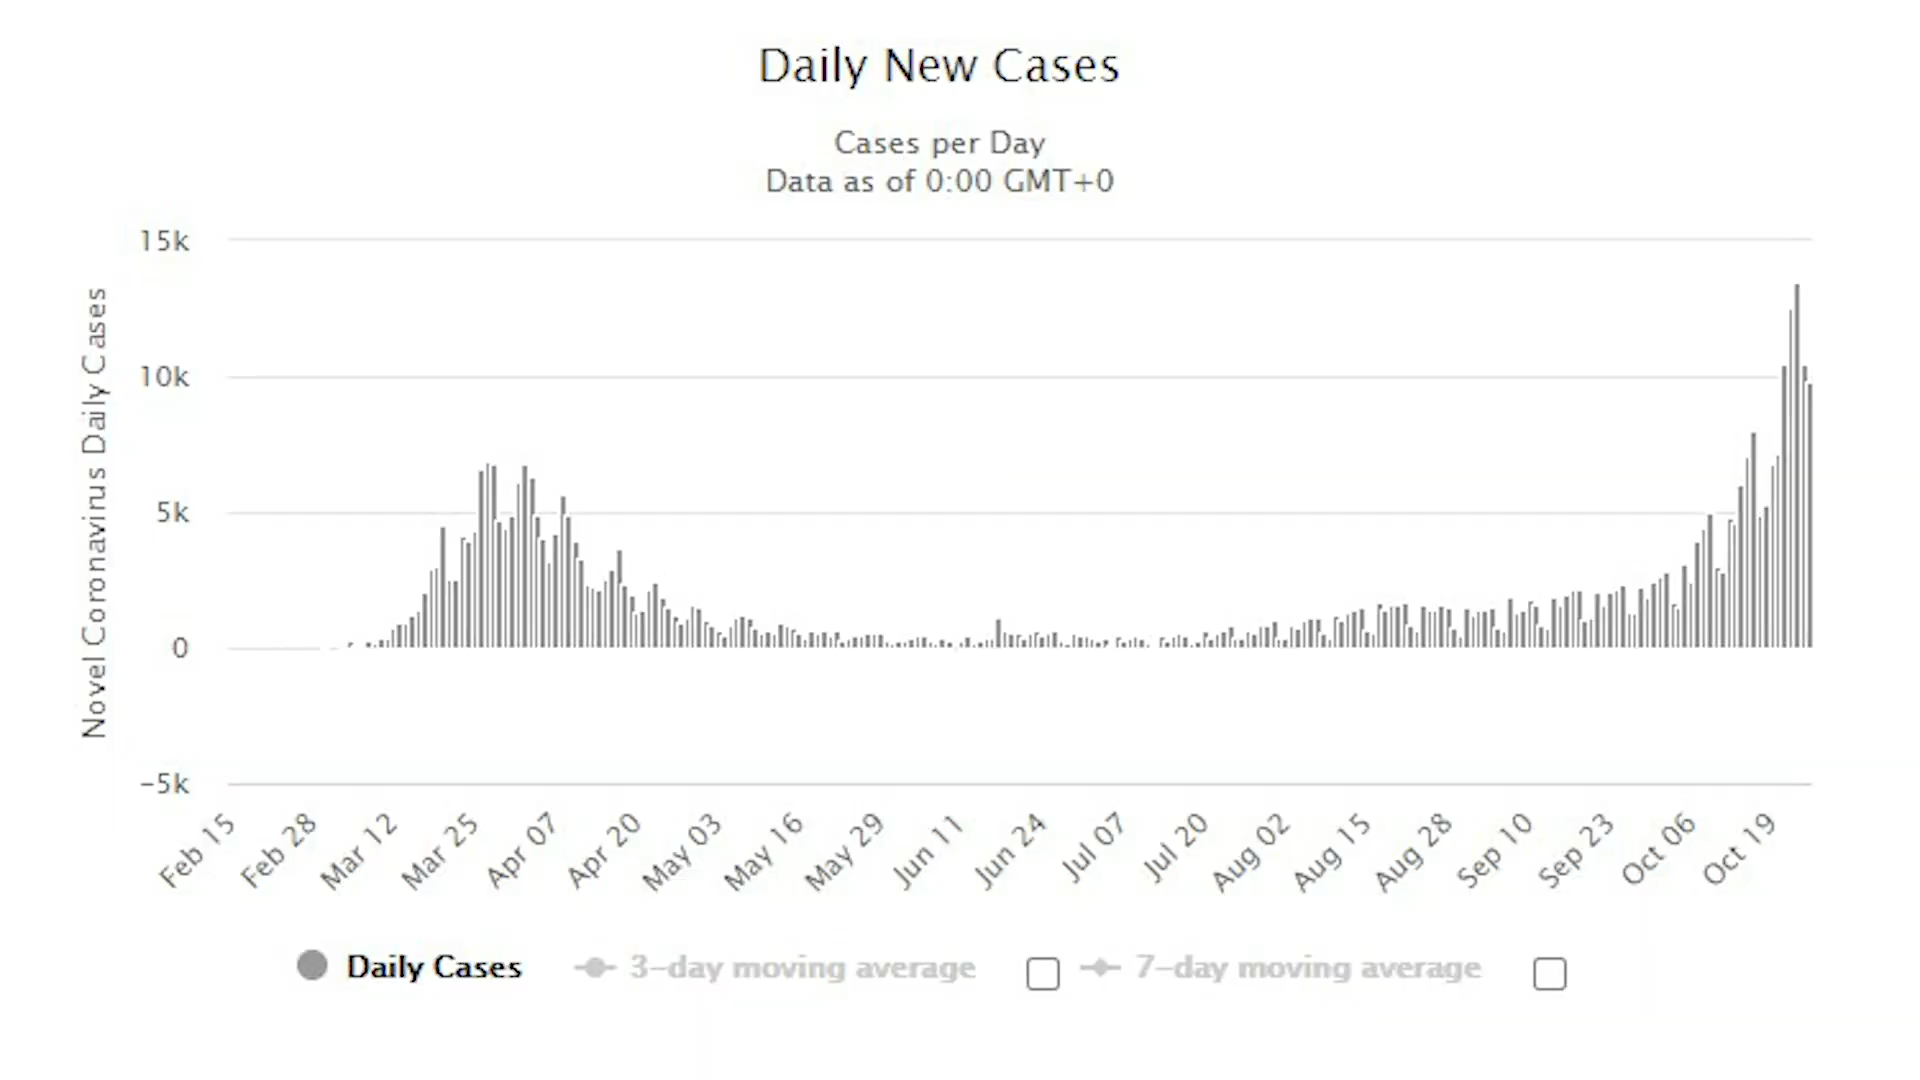 Daily New Cases
Cases per Day
Data as of 0:00 GMT+0
Novel Coronavirus Daily Cases
15k
10k
5k
0
−5k
Feb 15
Feb 28
Mar 12
Mar 25
Apr 07
Apr 20
May 03
May 16
May 29
Jun 11
Jun 24
Jul 07
Jul 20
Aug 02
Aug 15
Aug 28
Sep 10
Sep 23
Oct 06
Oct 19
Daily Cases
3−day moving average
7−day moving average